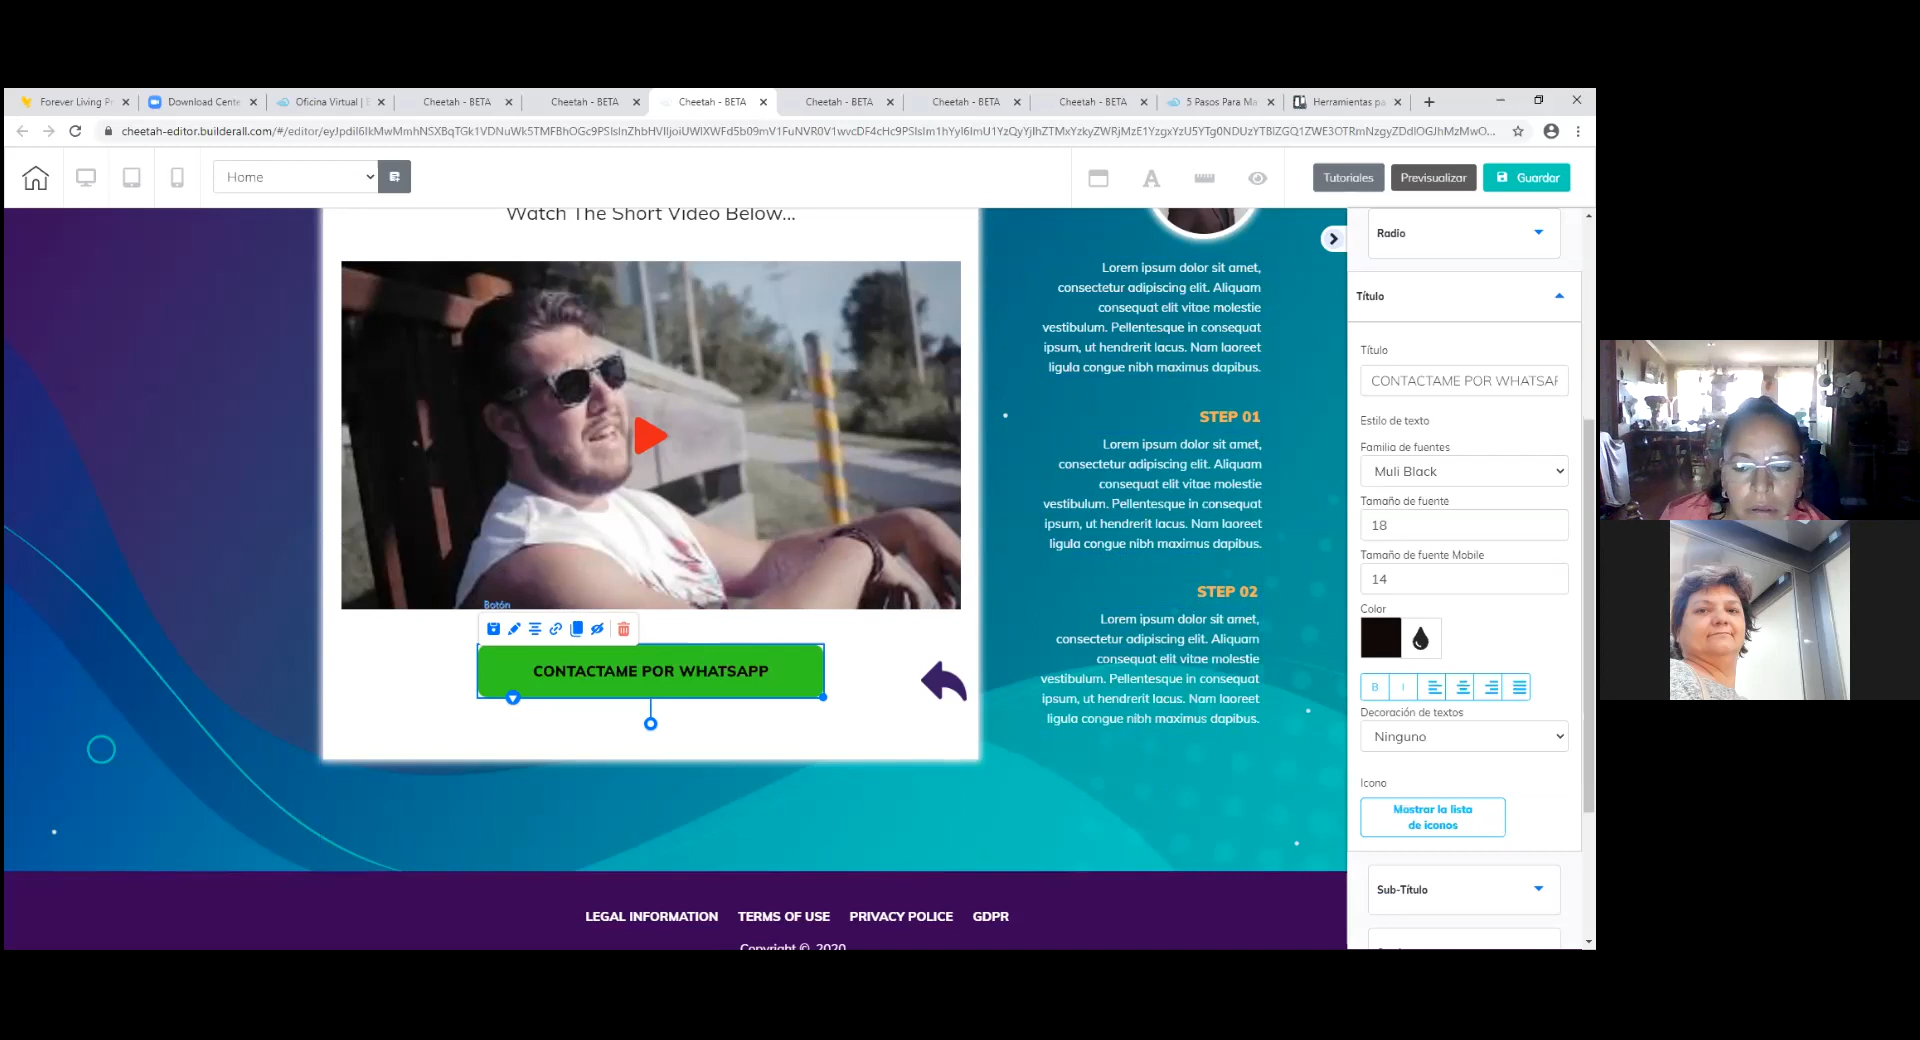 Forever Living Pr
Download Cente
Oficina Virtual | E
Cheetah - BETA
Cheetah - BETA
Cheetah - BETA
Cheetah - BETA
Cheetah - BETA
Cheetah - BETA
5 Pasos Para Ma
Herramientas pa
Home
Tutoriales
Previsualizar
Guardar
Watch The Short Video Below...
Lorem ipsum dolor sit amet,
consectetur adipiscing elit. Aliquam
consequat elit vitae molestie
vestibulum. Pellentesque in consequat
ipsum, ut hendrerit lacus. Nam laoreet
ligula congue nibh maximus dapibus.
STEP 01
Lorem ipsum dolor sit amet,
consectetur adipiscing elit. Aliquam
consequat elit vitae molestie
vestibulum. Pellentesque in consequat
ipsum, ut hendrerit lacus. Nam laoreet
ligula congue nibh maximus dapibus.
STEP 02
Lorem ipsum dolor sit amet,
consectetur adipiscing elit. Aliquam
consequat elit vitae molestie
vestibulum. Pellentesque in consequat
ipsum, ut hendrerit lacus. Nam laoreet
ligula congue nibh maximus dapibus.
Botón
CONTACTAME POR WHATSAPP
LEGAL INFORMATION TERMS OF USE PRIVACY POLICE GDPR
Copyright © 2020
Radio
Título
Título
CONTACTAME POR WHATSAP
Estilo de texto
Familia de fuentes
Muli Black
Tamaño de fuente
18
Tamaño de fuente Mobile
14
Color
B I
Decoración de textos
Ninguno
Icono
Mostrar la lista
de iconos
Sub-Título